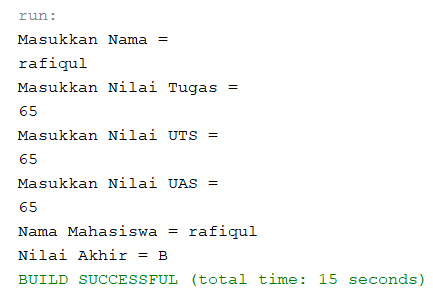 run:
Masukkan Nama =
rafiqul
Masukkan Nilai Tugas =
65
Masukkan Nilai UTS =
65
Masukkan Nilai UAS =
65
Nama Mahasiswa = rafiqul
Nilai Akhir = B
BUILD SUCCESSFUL (total time: 15 seconds)